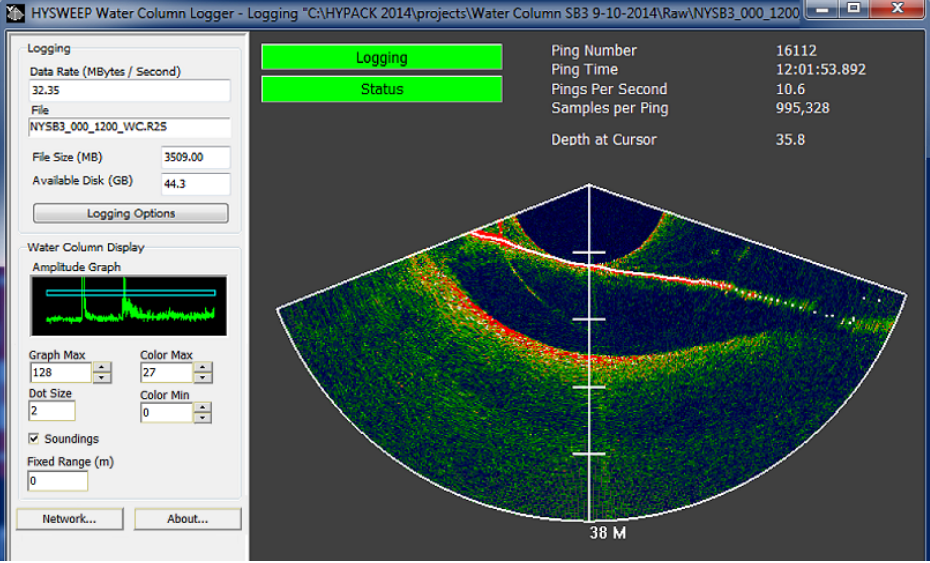 HYSWEEP Water Column Logger - Logging "C:\HYPACK 2014\projects\Water Column SB3 9-10-2014\Raw\NYSB3_000_1200
Logging
Data Rate (MBytes / Second)
32.35
File
NYSB3_000_1200_WC.R2S
File Size (MB)
3509.00
Available Disk (GB)
44.3
Logging Options
Water Column Display
Amplitude Graph
Graph Max
Color Max
128
27
Dot Size
Color Min
2
0
Soundings
Fixed Range (m)
0
Network...
About...
Logging
Status
Ping Number 16112
Ping Time 12:01:53.892
Pings Per Second 10.6
Samples per Ping 995,328
Depth at Cursor 35.8
38 M